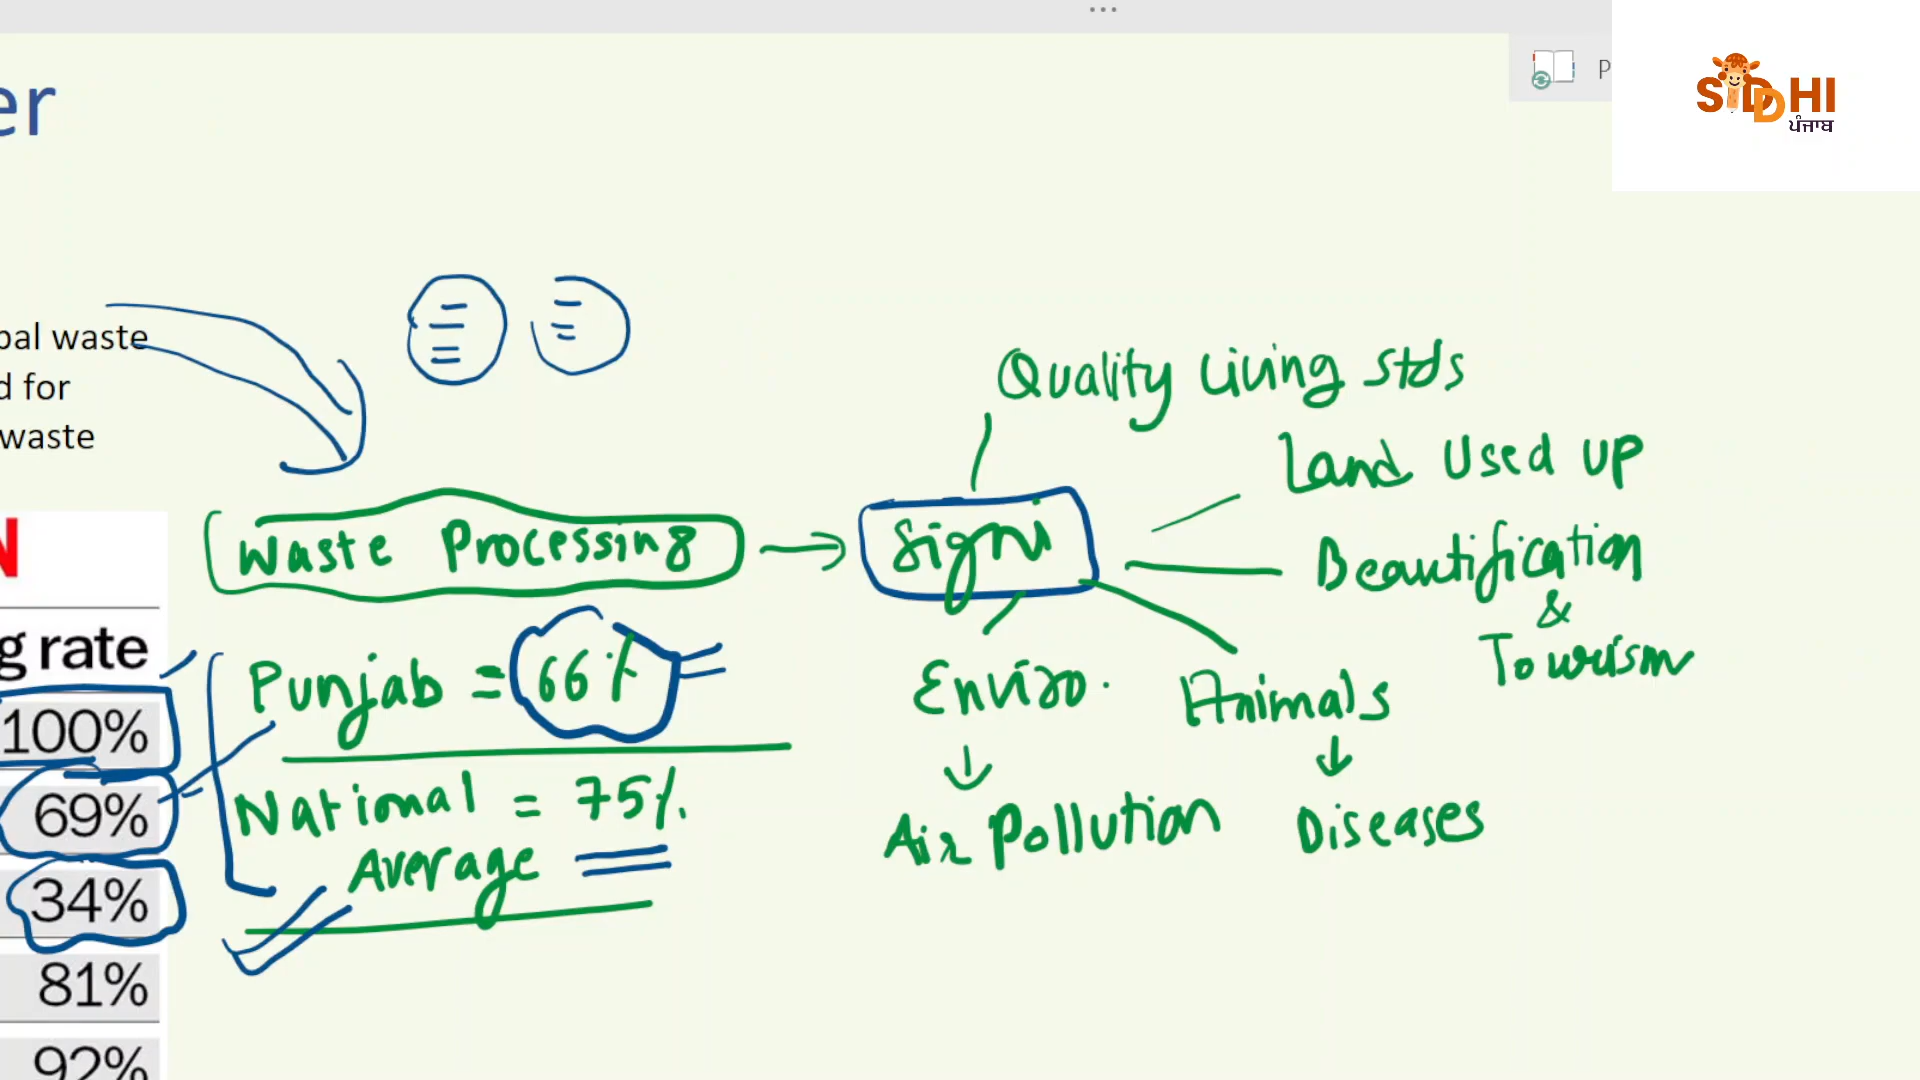 er
P
SIDDHI
ਪੰਜਾਬ
pal waste
d for
waste
N
g rate
100%
69%
34%
81%
92%
Waste Processing
Punjab = 66%
National = 75%
Average
Signi
Quality Living Stds
Land Used up
Beautification
&
Tourism
Enviro.
Air Pollution
Animals
Diseases